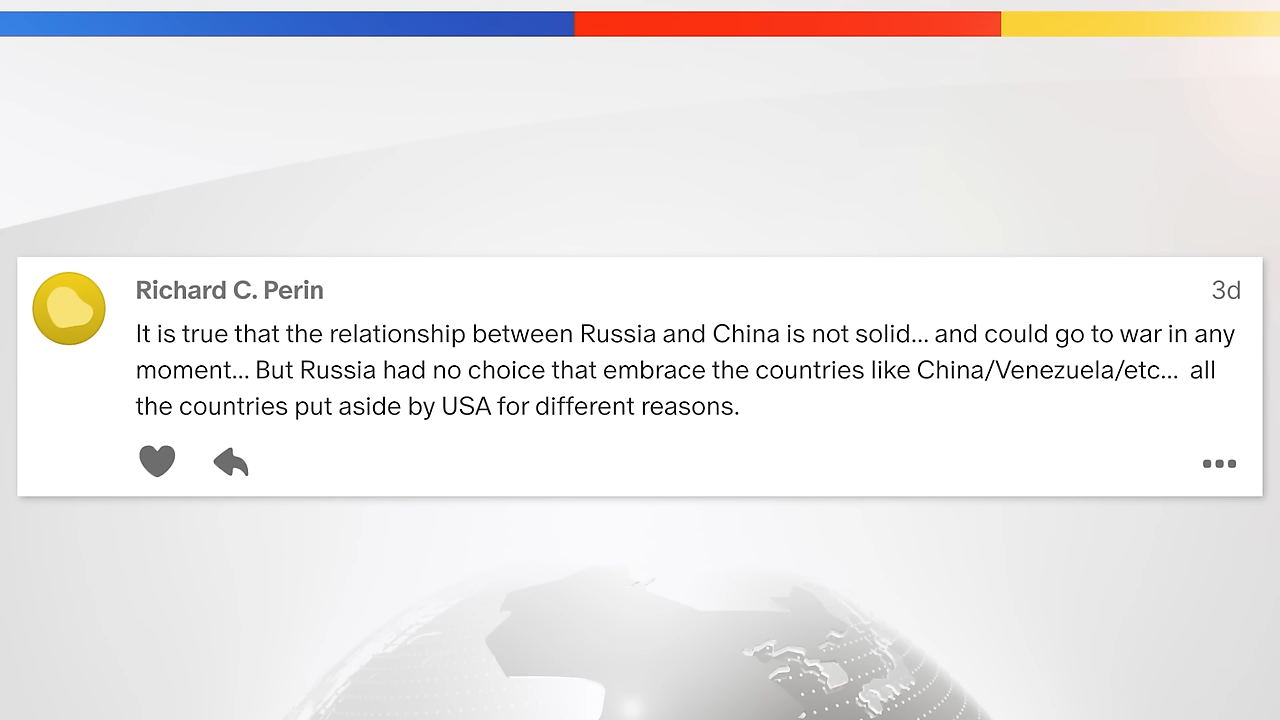 Richard C. Perin
3d
It is true that the relationship between Russia and China is not solid... and could go to war in any
moment... But Russia had no choice that embrace the countries like China/Venezuela/etc...  all
the countries put aside by USA for different reasons.